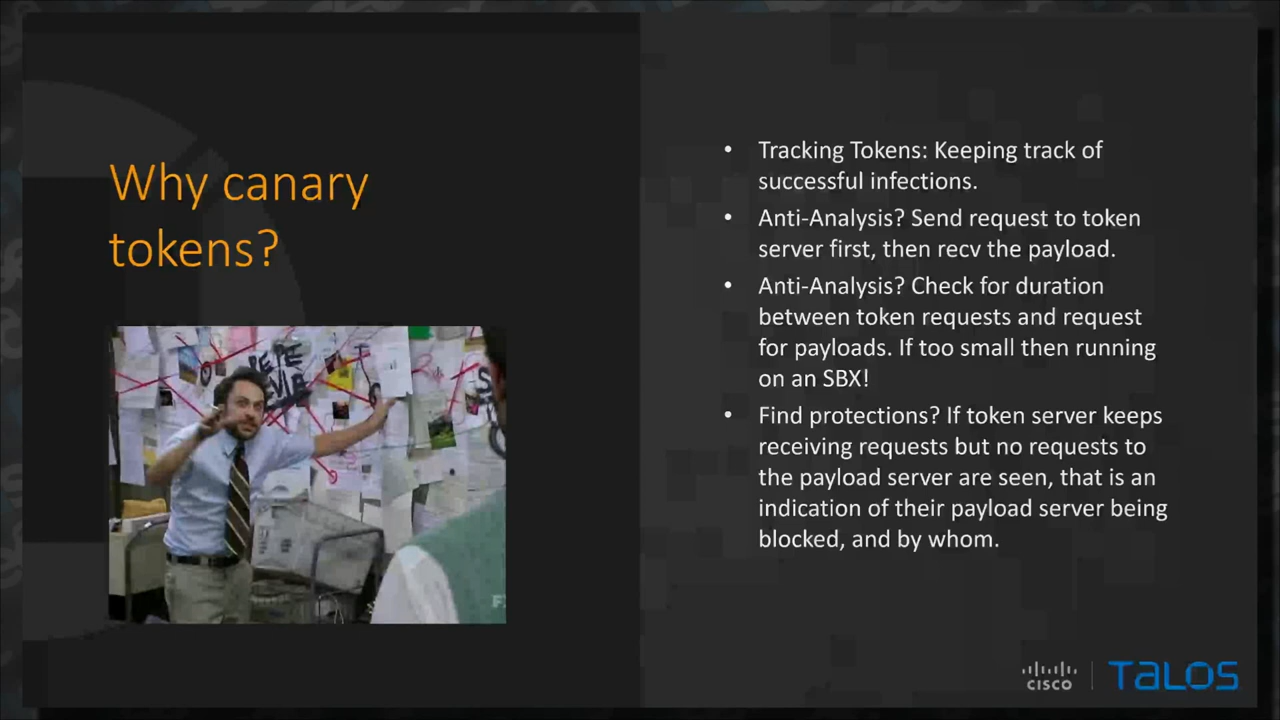 Why canary
tokens?
PEPE
• Tracking Tokens: Keeping track of
successful infections.
• Anti-Analysis? Send request to token
server first, then recv the payload.
• Anti-Analysis? Check for duration
between token requests and request
for payloads. If too small then running
on an SBX!
• Find protections? If token server keeps
receiving requests but no requests to
the payload server are seen, that is an
indication of their payload server being
blocked, and by whom.
CISCO
TALOS